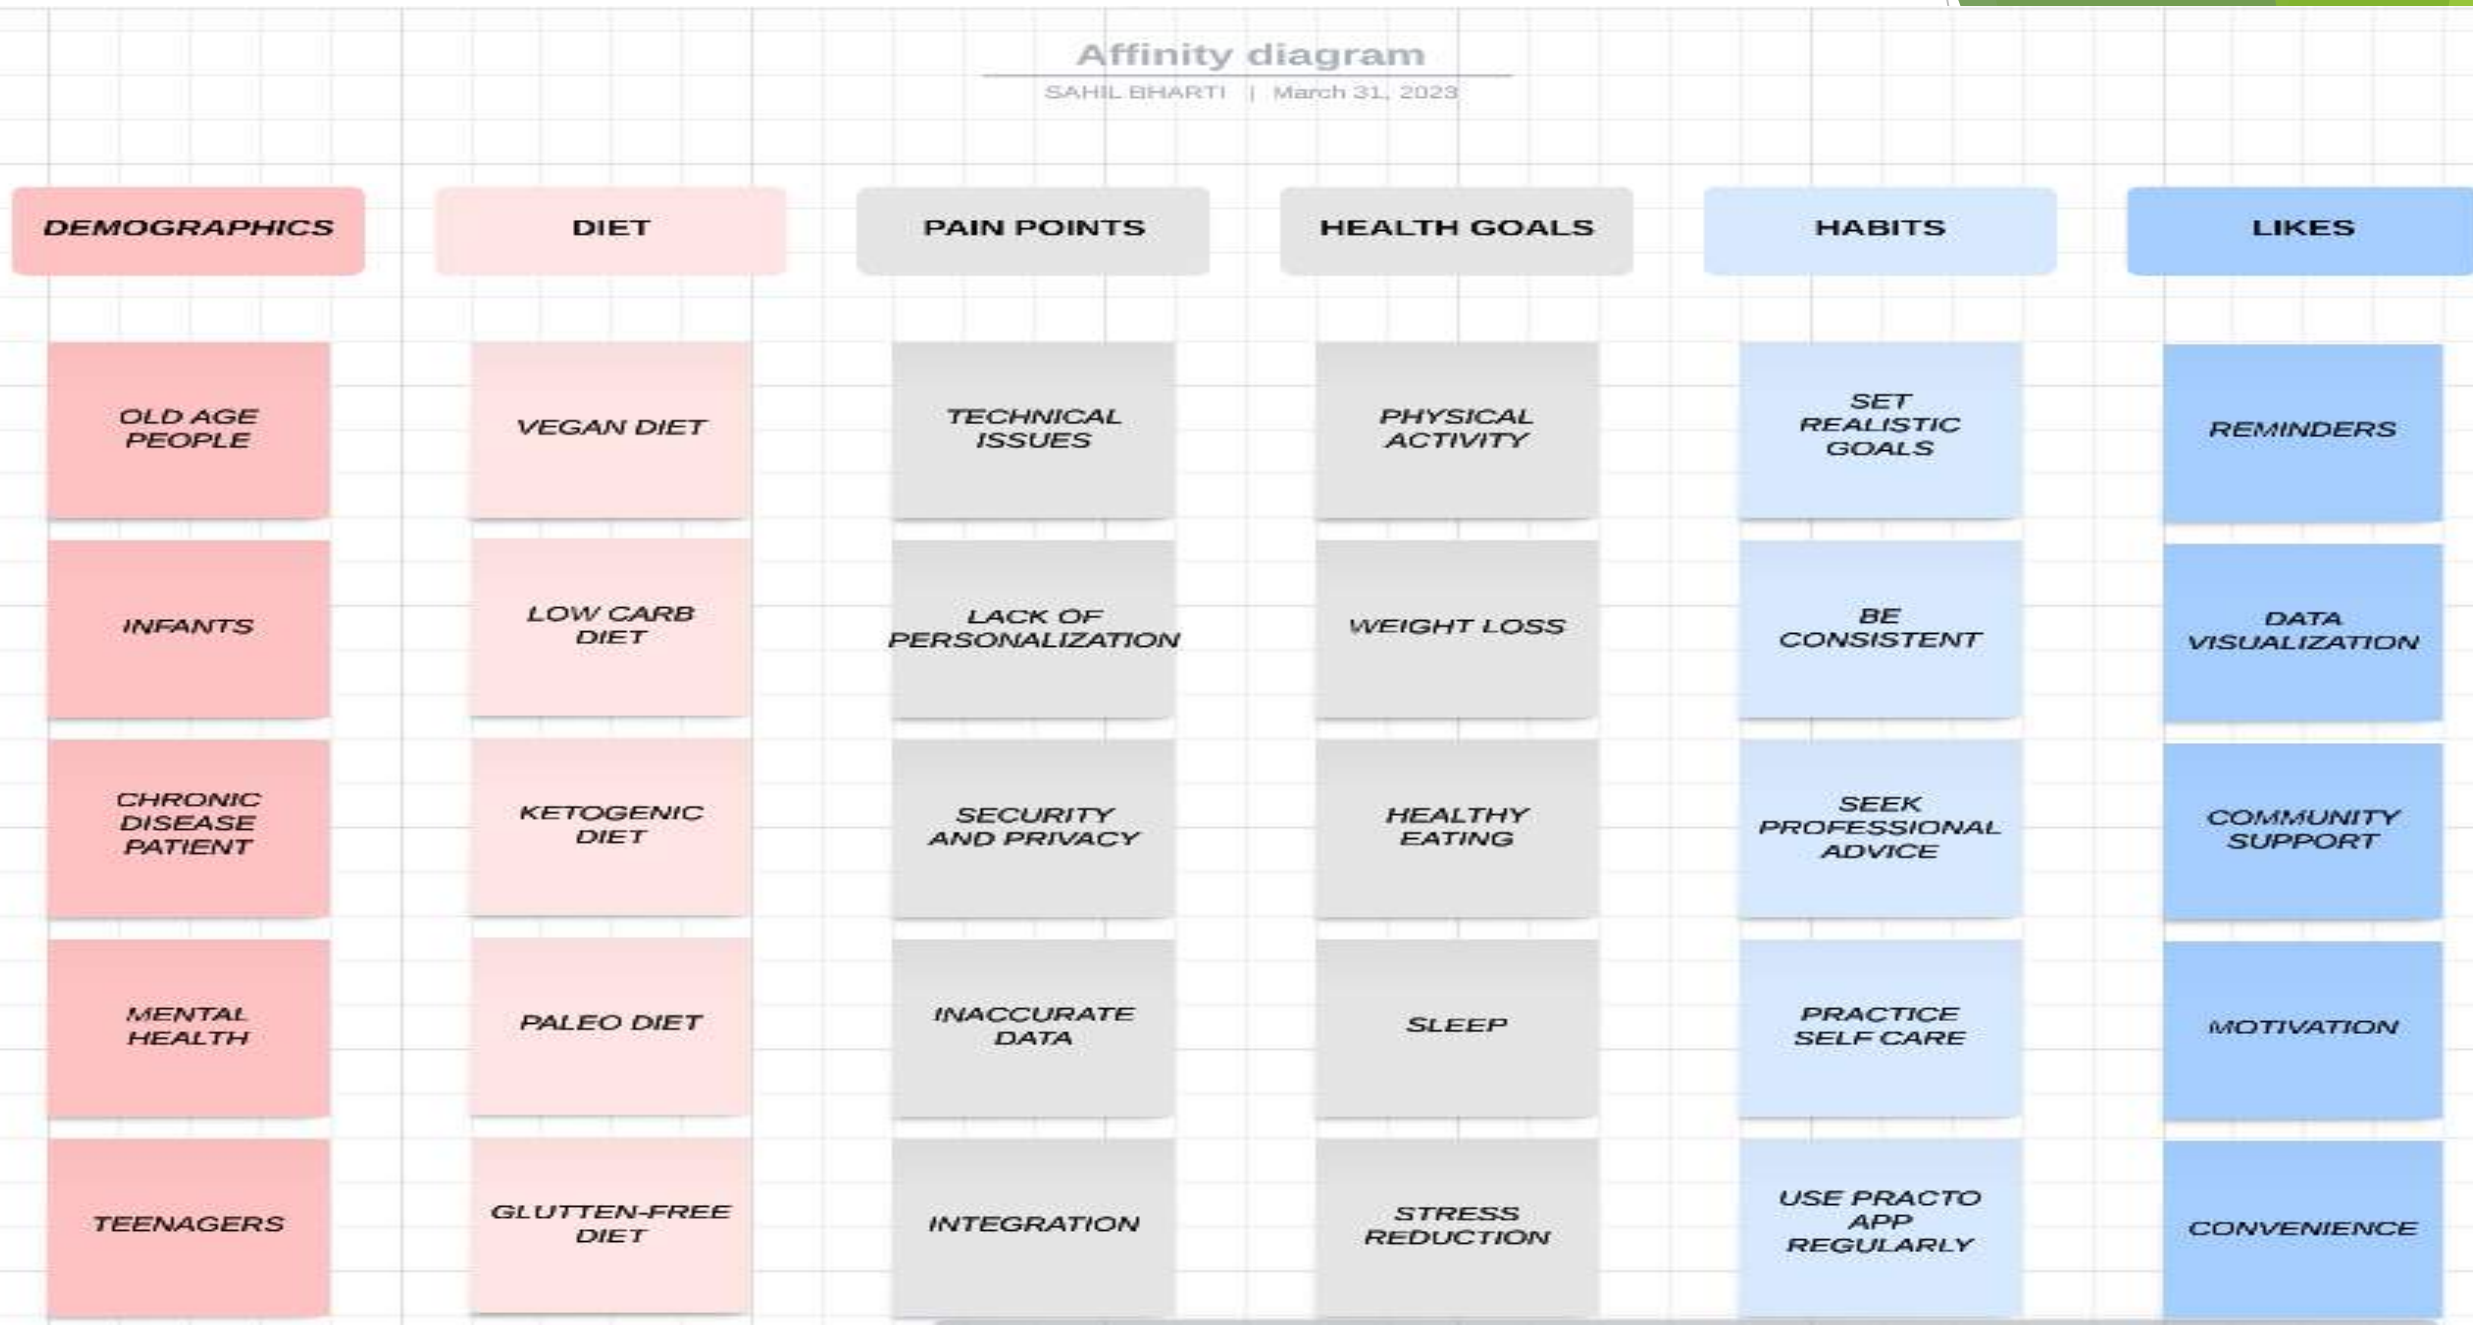 Affinity diagram
SAHIL BHARTI | March 31, 2023
DEMOGRAPHICS
DIET
PAIN POINTS
HEALTH GOALS
HABITS
LIKES
OLD AGE
PEOPLE
VEGAN DIET
TECHNICAL
ISSUES
PHYSICAL
ACTIVITY
SET
REALISTIC
GOALS
REMINDERS
INFANTS
LOW CARB
DIET
LACK OF
PERSONALIZATION
WEIGHT LOSS
BE
CONSISTENT
DATA
VISUALIZATION
CHRONIC
DISEASE
PATIENT
KETOGENIC
DIET
SECURITY
AND PRIVACY
HEALTHY
EATING
SEEK
PROFESSIONAL
ADVICE
COMMUNITY
SUPPORT
MENTAL
HEALTH
PALEO DIET
INACCURATE
DATA
SLEEP
PRACTICE
SELF CARE
MOTIVATION
TEENAGERS
GLUTTEN-FREE
DIET
INTEGRATION
STRESS
REDUCTION
USE PRACTO
APP
REGULARLY
CONVENIENCE